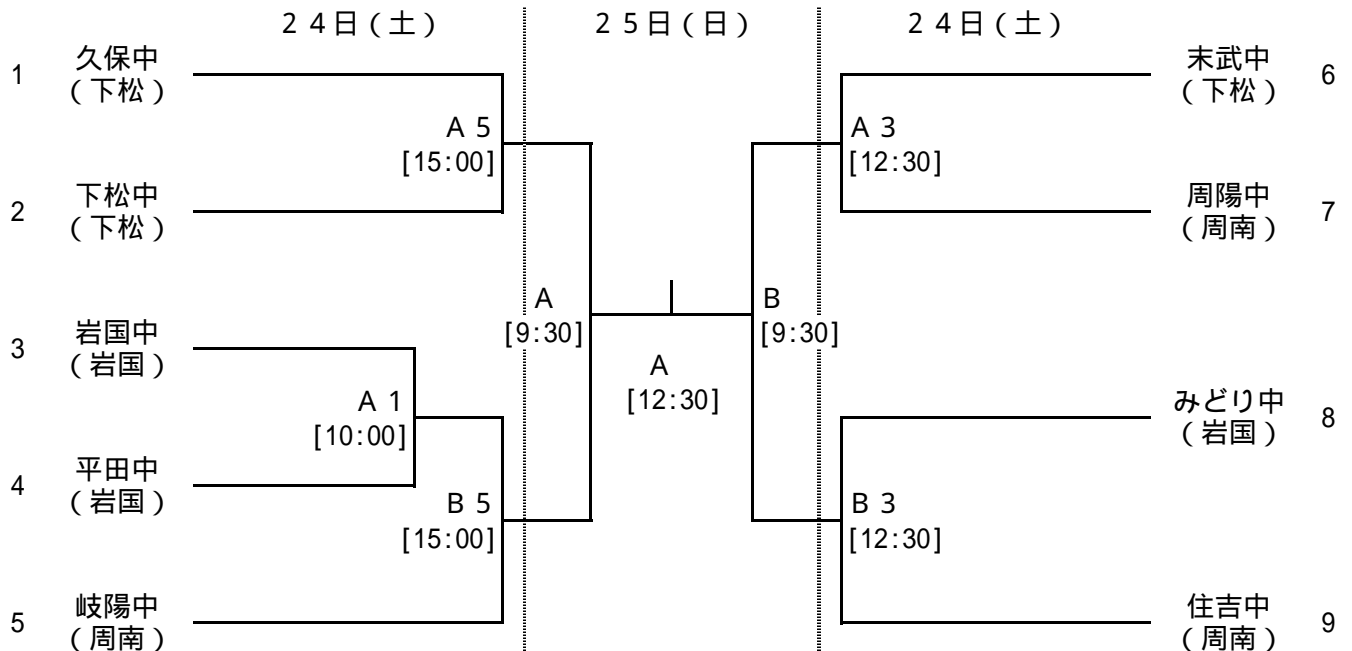 24日(土) 25日(日) 24日(土)
1 久保中
(下松)
末武中 6
(下松)
A5
[15:00]
A3
[12:30]
2 下松中
(下松)
周陽中 7
(周南)
A
[9:30]
B
[9:30]
3 岩国中
(岩国)
A
[12:30]
A1
[10:00]
みどり中 8
(岩国)
4 平田中
(岩国)
B5
[15:00]
B3
[12:30]
5 岐陽中
(周南)
住吉中 9
(周南)